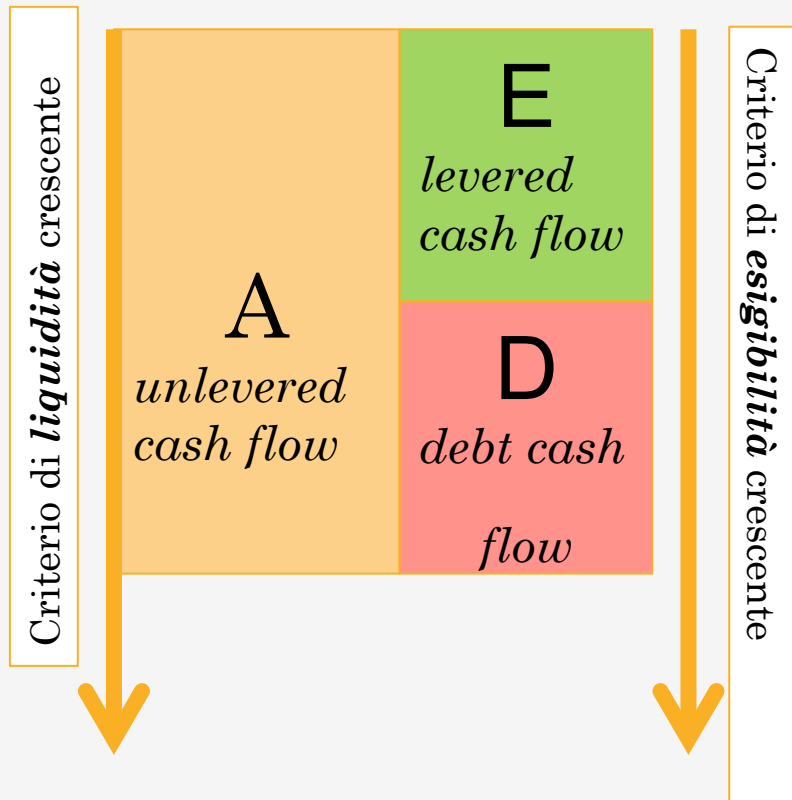 Criterio di liquidità crescente
A
unlevered
cash flow
E
levered
cash flow
D
debt cash
flow
Criterio di esigibilità crescente